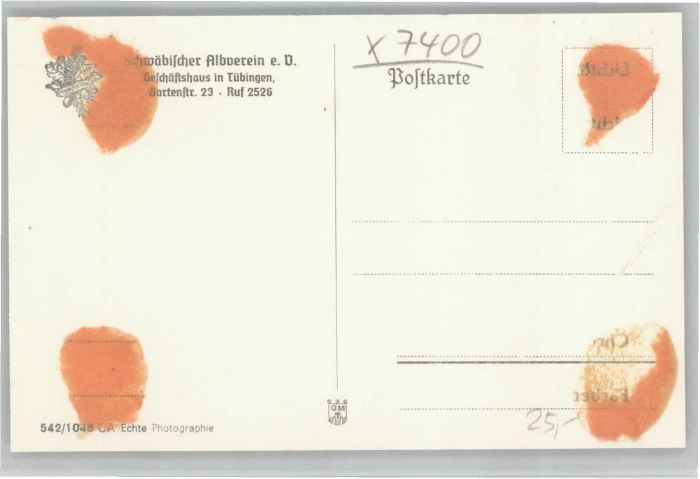 Schwäbischer Albverein e. V.
Geschäftshaus in Tübingen,
Gartenstr. 23 · Ruf 2526
x 7400
Postkarte
25,-
542/1048 CA Echte Photographie